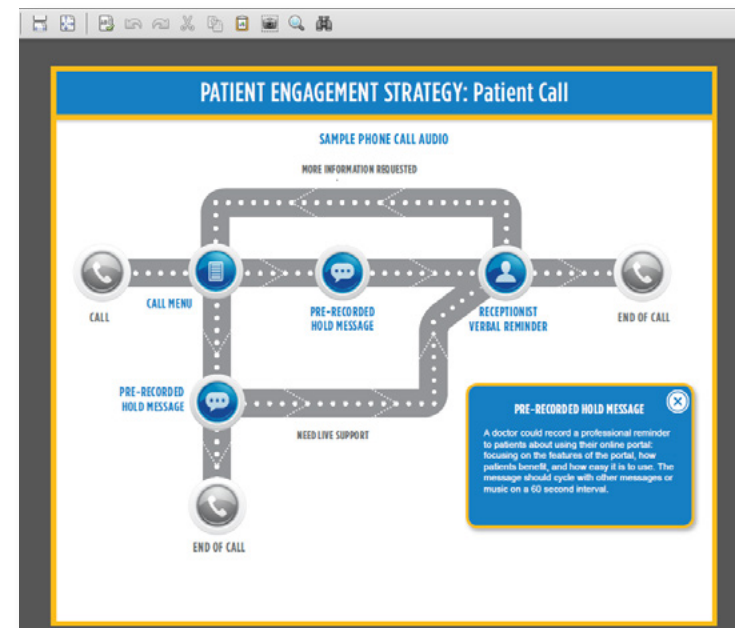 PATIENT ENGAGEMENT STRATEGY: Patient Call
SAMPLE PHONE CALL AUDIO
MORE INFORMATION REQUESTED
CALL
CALL MENU
PRE-RECORDED
HOLD MESSAGE
RECEPTIONIST
VERBAL REMINDER
END OF CALL
PRE-RECORDED
HOLD MESSAGE
NEED LIVE SUPPORT
END OF CALL
PRE-RECORDED HOLD MESSAGE
A doctor could record a professional reminder
to patients about using their online portal:
focusing on the features of the portal, how
patients benefit, and how easy it is to use. The
message should cycle with other messages or
music on a 60 second interval.